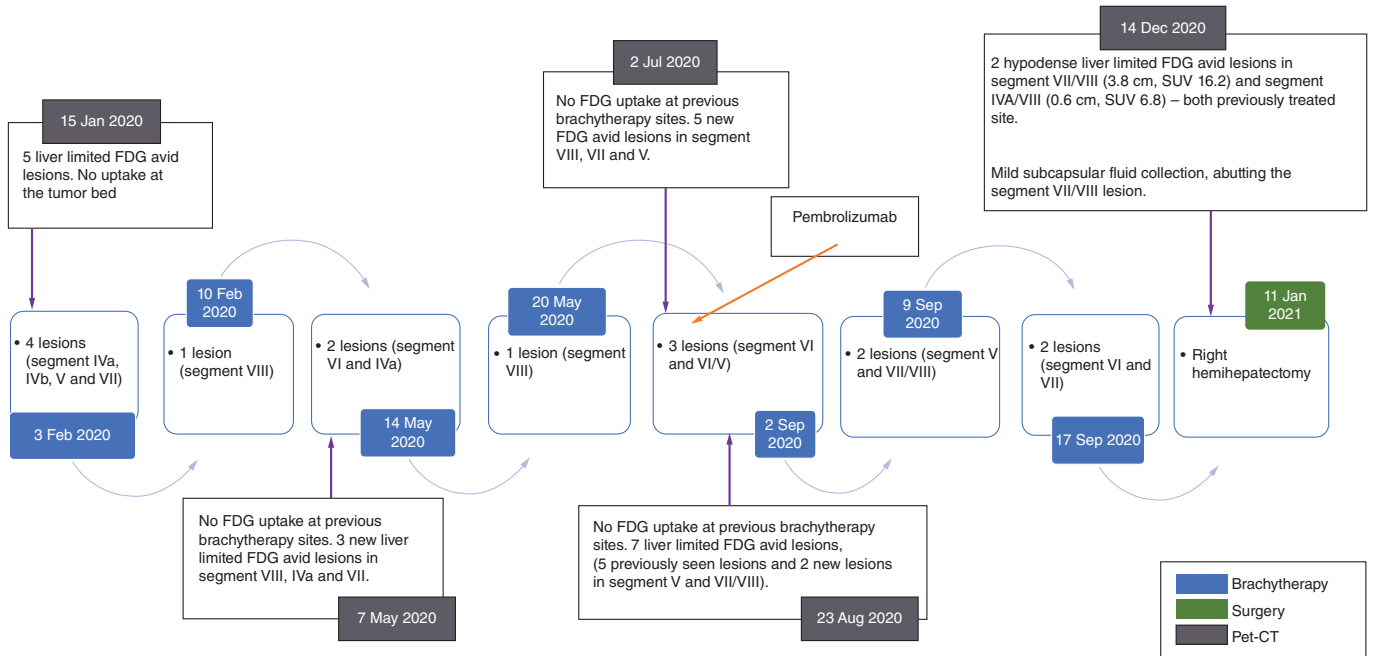 15 Jan 2020
5 liver limited FDG avid
lesions. No uptake at
the tumor bed
2 Jul 2020
No FDG uptake at previous
brachytherapy sites. 5 new
FDG avid lesions in segment
VIII, VII and V.
Pembrolizumab
14 Dec 2020
2 hypodense liver limited FDG avid lesions in
segment VII/VIII (3.8 cm, SUV 16.2) and segment
IVA/VIII (0.6 cm, SUV 6.8) – both previously treated
site.
Mild subcapsular fluid collection, abutting the
segment VII/VIII lesion.
• 4 lesions
(segment IVa,
IVb, V and VII)
3 Feb 2020
10 Feb
2020
• 1 lesion
(segment VIII)
• 2 lesions (segment
VI and IVa)
14 May
2020
20 May
2020
• 1 lesion (segment
VIII)
• 3 lesions (segment VI
and VI/V)
2 Sep
2020
9 Sep
2020
• 2 lesions (segment V
and VII/VIII)
• 2 lesions
(segment VI and
VII)
17 Sep 2020
11 Jan
2021
• Right
hemihepatectomy
No FDG uptake at previous
brachytherapy sites. 3 new liver
limited FDG avid lesions in
segment VIII, IVa and VII.
7 May 2020
No FDG uptake at previous brachytherapy
sites. 7 liver limited FDG avid lesions,
(5 previously seen lesions and 2 new lesions
in segment V and VII/VIII).
23 Aug 2020
Brachytherapy
Surgery
Pet-CT